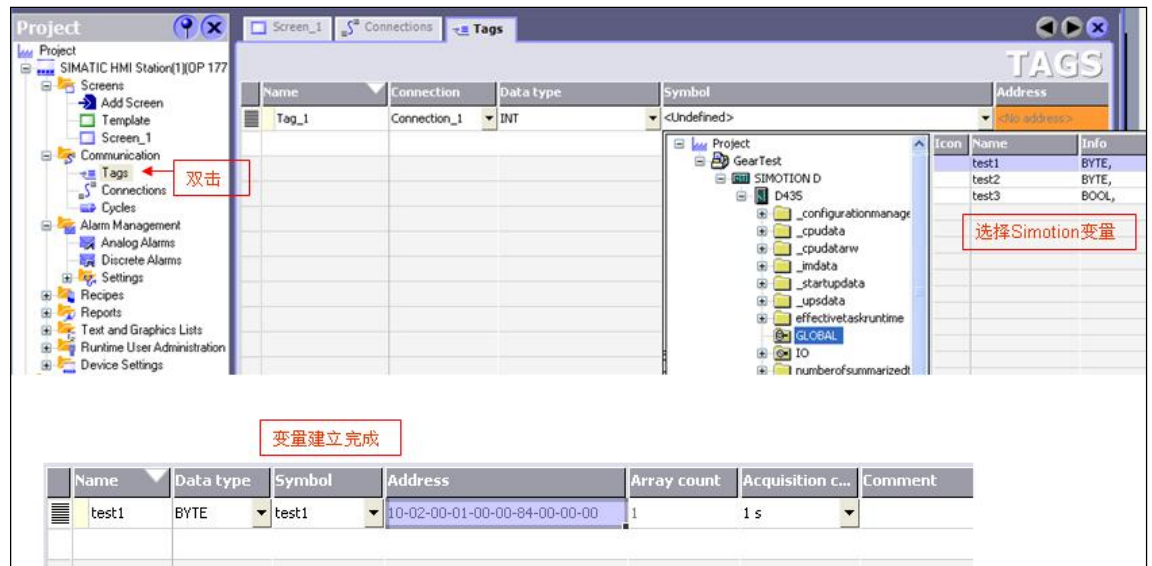 Project
Screen_1
Connections
Tags
TAGS
Project
SIMATIC HMI Station(1)(OP 177
Screens
Add Screen
Template
Screen_1
Communication
Tags
双击
Connections
Cycles
Alarm Management
Analog Alarms
Discrete Alarms
Settings
Recipes
Reports
Text and Graphics Lists
Runtime User Administration
Device Settings
Name Connection Data type Symbol Address
Tag_1 Connection_1 INT <Undefined> <No address>
Project
GearTest
SIMOTION D
D435
_configurationmanage
_cpudata
_cpudatarw
_imdata
_startupdata
_upsdata
effectivetaskruntime
GLOBAL
IO
numberofsummarizedt
Icon Name Info
test1 BYTE,
test2 BYTE,
test3 BOOL,
选择Simotion变量
变量建立完成
Name Data type Symbol Address Array count Acquisition c... Comment
test1 BYTE test1 10-02-00-01-00-00-84-00-00-00 1 1 s